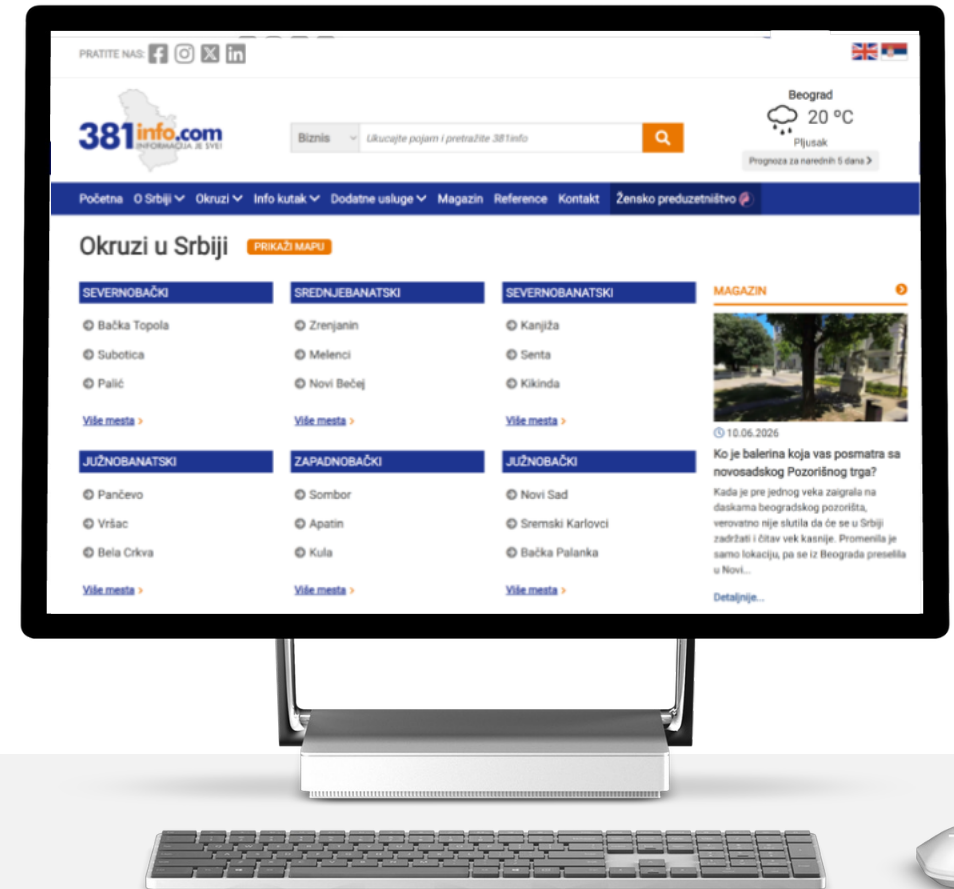 PRATITE NAS:
381info.com
INFORMACIJA JE SVE!
Biznis
Ukucajte pojam i pretražite 381info
Beograd
20 °C
Pljusak
Prognoza za narednih 5 dana
Početna O Srbiji Okruzi Info kutak Dodatne usluge Magazin Reference Kontakt Žensko preduzetništvo
Okruzi u Srbiji PRIKAŽI MAPU
SEVERNOBAČKI
Bačka Topola
Subotica
Palić
Više mesta
SREDNJEBANATSKI
Zrenjanin
Melenci
Novi Bečej
Više mesta
SEVERNOBANATSKI
Kanjiža
Senta
Kikinda
Više mesta
JUŽNOBANATSKI
Pančevo
Vršac
Bela Crkva
Više mesta
ZAPADNOBAČKI
Sombor
Apatin
Kula
Više mesta
JUŽNOBAČKI
Novi Sad
Sremski Karlovci
Bačka Palanka
Više mesta
MAGAZIN
10.06.2026
Ko je balerina koja vas posmatra sa
novosadskog Pozorišnog trga?
Kada je pre jednog veka zaigrala na
daskama beogradskog pozorišta,
verovatno nije slutila da će se u Srbiji
zadržati i čitav vek kasnije. Promenila je
samo lokaciju, pa se iz Beograda preselila
u Novi...
Detaljnije...